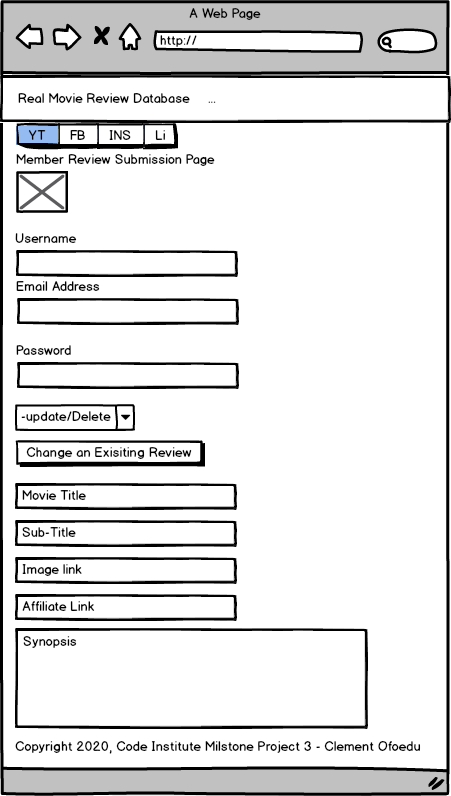 A Web Page
http://
Real Movie Review Database ...
YT FB INS Li
Member Review Submission Page
Username
Email Address
Password
-update/Delete
Change an Exisiting Review
Movie Title
Sub-Title
Image link
Affiliate Link
Synopsis
Copyright 2020, Code Institute Milstone Project 3 - Clement Ofoedu